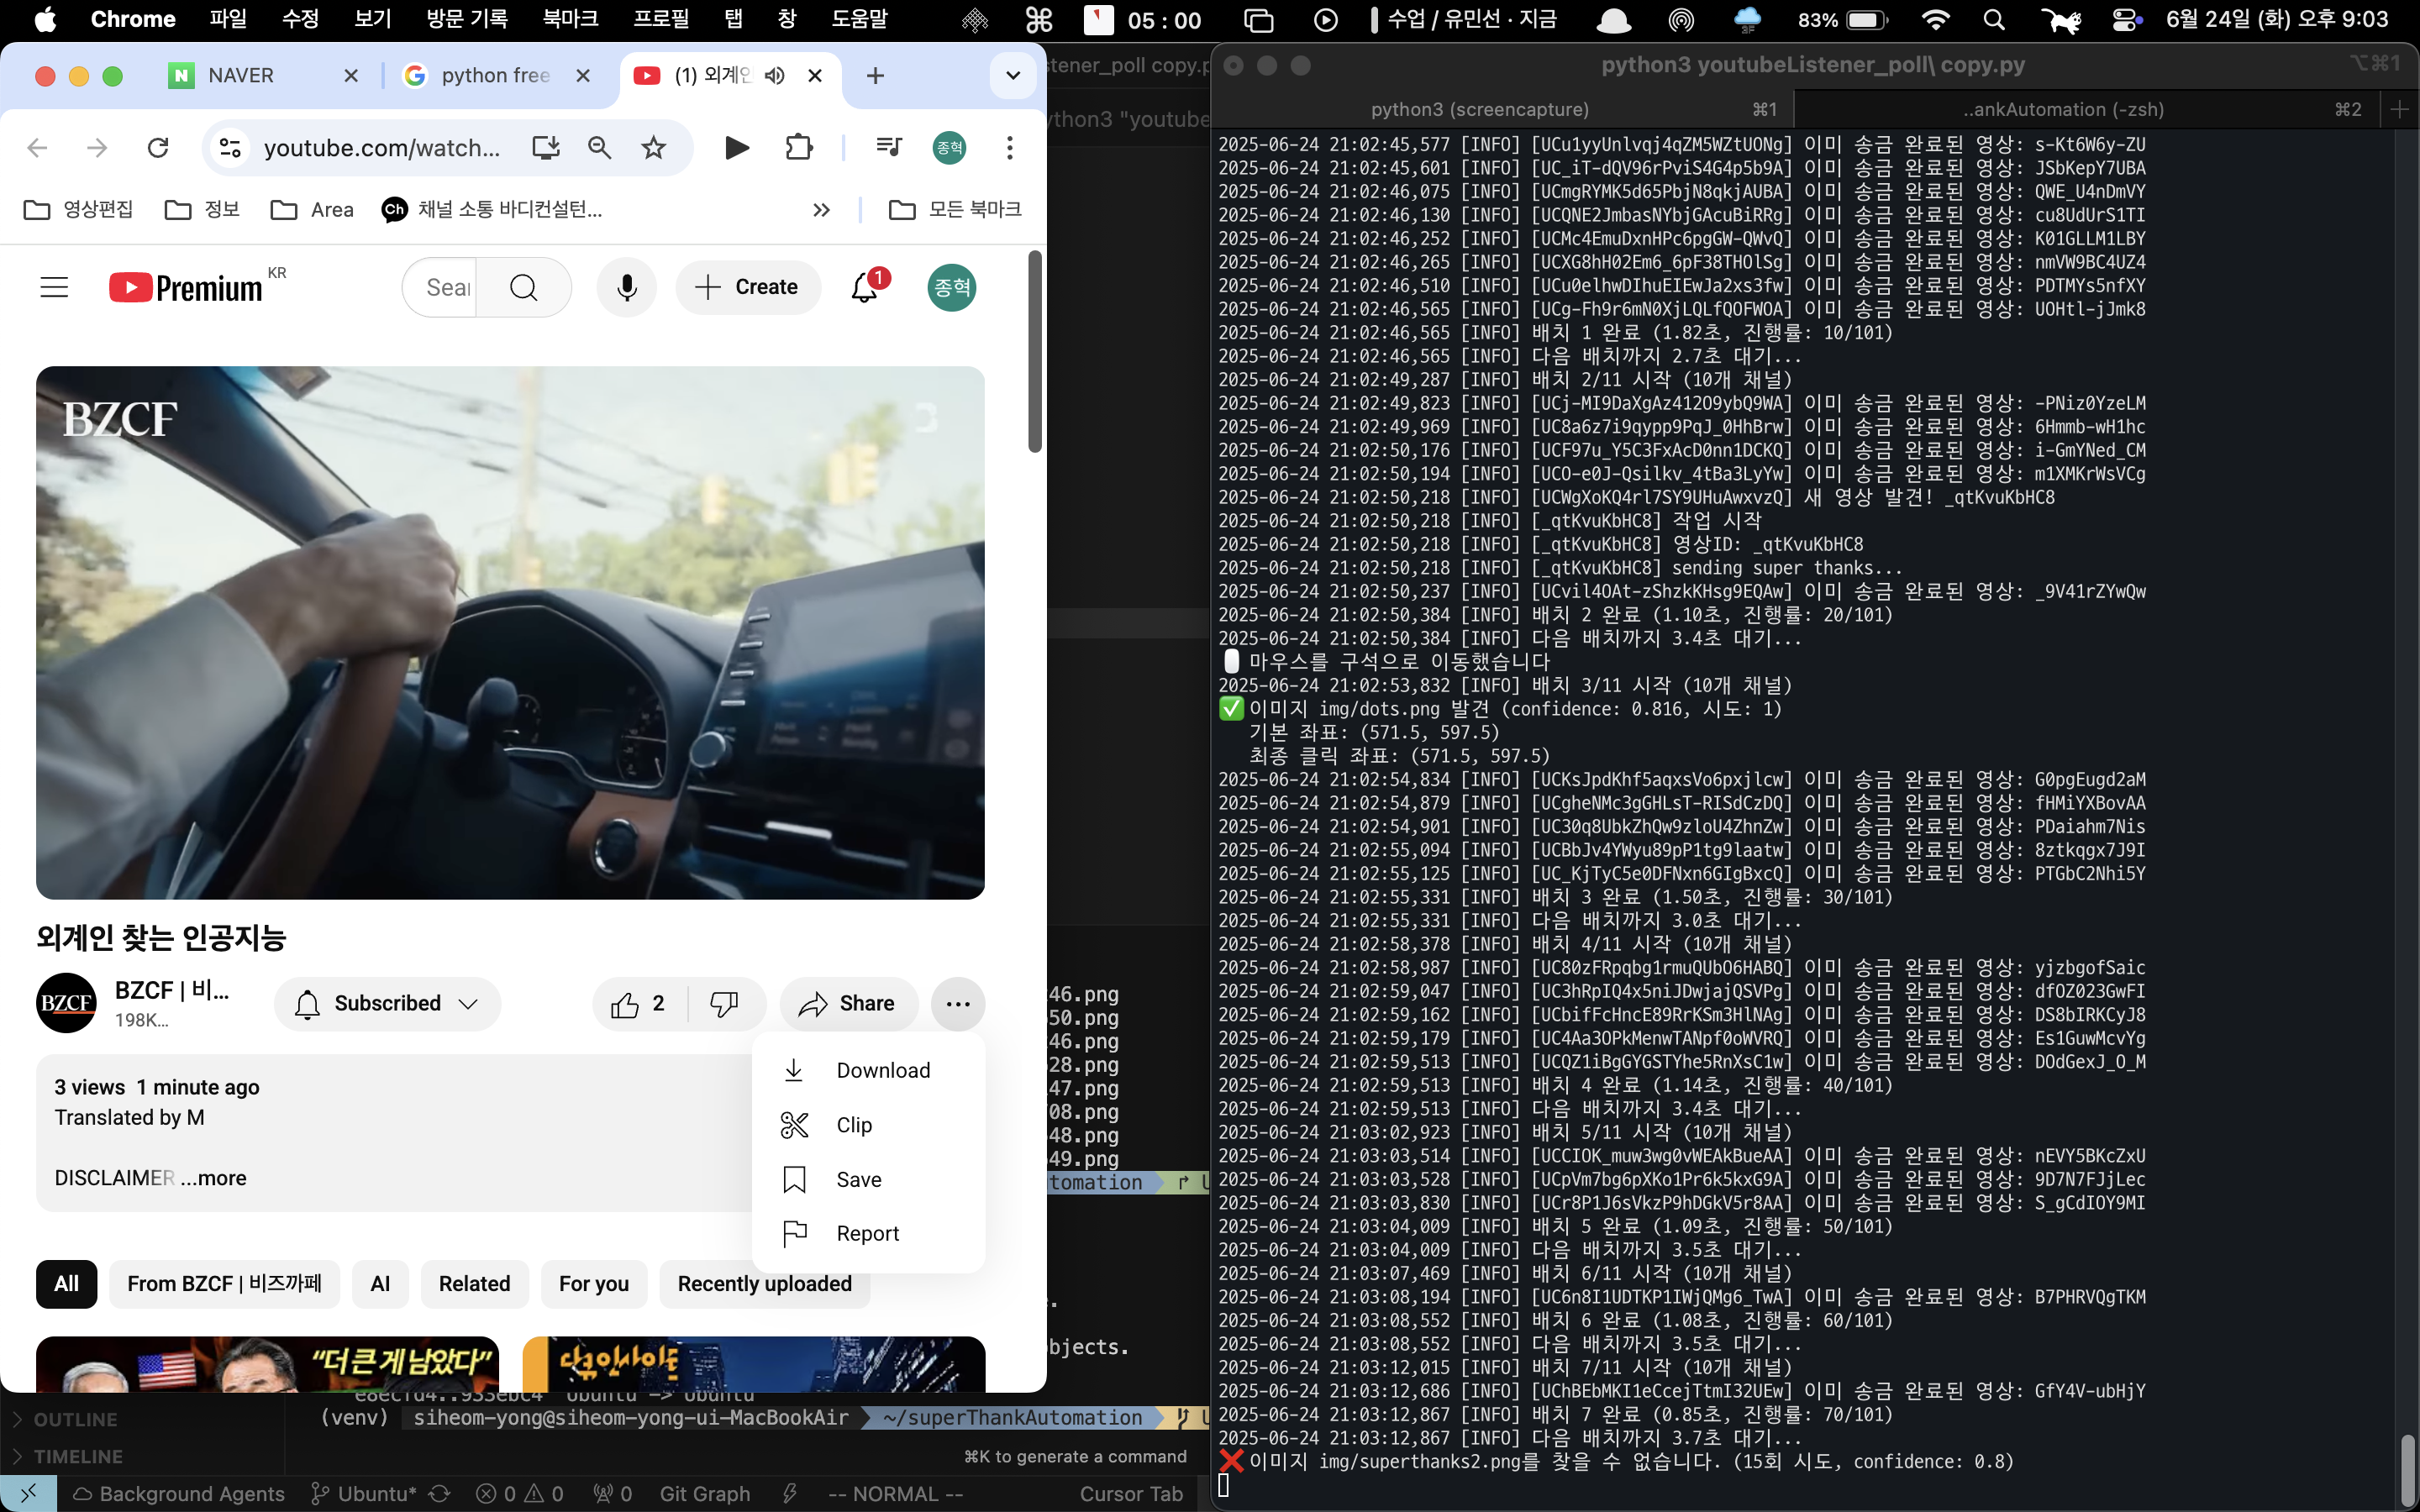 Chrome 파일 수정 보기 방문 기록 북마크 프로필 탭 창 도움말 05 : 00 수업 / 유민선 · 지금 3F 83% 6월 24일 (화) 오후 9:03
NAVER
python free
(1) 외계인
youtube.com/watch...
종혁
영상편집
정보
Area
Ch 채널 소통 바디컨설턴...
모든 북마크
Premium KR
Create
1
종혁
BZCF
외계인 찾는 인공지능
BZCF
BZCF | 비...
198K...
Subscribed
2
Share
Download
Clip
Save
Report
3 views 1 minute ago
Translated by M
DISCLAIMER ...more
All
From BZCF | 비즈까페
AI
Related
For you
Recently uploaded
“더 큰 게 남았다”
stener_poll copy.p
ython3 "youtube
46.png
50.png
46.png
28.png
47.png
08.png
48.png
49.png
tomation
bjects.
e8ecfd4..933ebc4 Ubuntu -> Ubuntu
(venv) siheom-yong@siheom-yong-ui-MacBookAir ~/superThankAutomation
OUTLINE
TIMELINE
⌘K to generate a command
Background Agents Ubuntu* 0 0 0 Git Graph -- NORMAL -- Cursor Tab
python3 youtubeListener_poll\ copy.py ⌥⌘1
python3 (screencapture) ⌘1
..ankAutomation (-zsh) ⌘2
2025-06-24 21:02:45,577 [INFO] [UCu1yyUnlvqj4qZM5WZtUONg] 이미 송금 완료된 영상: s-Kt6W6y-ZU
2025-06-24 21:02:45,601 [INFO] [UC_iT-dQV96rPviS4G4p5b9A] 이미 송금 완료된 영상: JSbKepY7UBA
2025-06-24 21:02:46,075 [INFO] [UCmgRYMK5d65PbjN8qkjAUBA] 이미 송금 완료된 영상: QWE_U4nDmVY
2025-06-24 21:02:46,130 [INFO] [UCQNE2JmbasNYbjGAcuBiRRg] 이미 송금 완료된 영상: cu8UdUrS1TI
2025-06-24 21:02:46,252 [INFO] [UCMc4EmuDxnHPc6pgGW-QWvQ] 이미 송금 완료된 영상: K01GLLM1LBY
2025-06-24 21:02:46,265 [INFO] [UCXG8hH02Em6_6pF38THOlSg] 이미 송금 완료된 영상: nmVW9BC4UZ4
2025-06-24 21:02:46,510 [INFO] [UCu0elhwDIhuEIEwJa2xs3fw] 이미 송금 완료된 영상: PDTMYs5nfXY
2025-06-24 21:02:46,565 [INFO] [UCg-Fh9r6mN0XjLQLfQOFWOA] 이미 송금 완료된 영상: UOHtl-jJmk8
2025-06-24 21:02:46,565 [INFO] 배치 1 완료 (1.82초, 진행률: 10/101)
2025-06-24 21:02:46,565 [INFO] 다음 배치까지 2.7초 대기...
2025-06-24 21:02:49,287 [INFO] 배치 2/11 시작 (10개 채널)
2025-06-24 21:02:49,823 [INFO] [UCj-MI9DaXgAz412O9ybQ9WA] 이미 송금 완료된 영상: -PNiz0YzeLM
2025-06-24 21:02:49,969 [INFO] [UC8a6z7i9qypp9PqJ_0HhBrw] 이미 송금 완료된 영상: 6Hmmb-wH1hc
2025-06-24 21:02:50,176 [INFO] [UCF97u_Y5C3FxAcD0nn1DCKQ] 이미 송금 완료된 영상: i-GmYNed_CM
2025-06-24 21:02:50,194 [INFO] [UCO-e0J-Qsilkv_4tBa3LyYw] 이미 송금 완료된 영상: m1XMKrWsVCg
2025-06-24 21:02:50,218 [INFO] [UCWgXoKQ4rl7SY9UHuAwxvzQ] 새 영상 발견! _qtKvuKbHC8
2025-06-24 21:02:50,218 [INFO] [_qtKvuKbHC8] 작업 시작
2025-06-24 21:02:50,218 [INFO] [_qtKvuKbHC8] 영상ID: _qtKvuKbHC8
2025-06-24 21:02:50,218 [INFO] [_qtKvuKbHC8] sending super thanks...
2025-06-24 21:02:50,237 [INFO] [UCvil4OAt-zShzkKHsg9EQAw] 이미 송금 완료된 영상: _9V41rZYwQw
2025-06-24 21:02:50,384 [INFO] 배치 2 완료 (1.10초, 진행률: 20/101)
2025-06-24 21:02:50,384 [INFO] 다음 배치까지 3.4초 대기...
마우스를 구석으로 이동했습니다
2025-06-24 21:02:53,832 [INFO] 배치 3/11 시작 (10개 채널)
✅ 이미지 img/dots.png 발견 (confidence: 0.816, 시도: 1)
기본 좌표: (571.5, 597.5)
최종 클릭 좌표: (571.5, 597.5)
2025-06-24 21:02:54,834 [INFO] [UCKsJpdKhf5aqxsVo6pxjlcw] 이미 송금 완료된 영상: G0pgEugd2aM
2025-06-24 21:02:54,879 [INFO] [UCgheNMc3gGHLsT-RISdCzDQ] 이미 송금 완료된 영상: fHMiYXBovAA
2025-06-24 21:02:54,901 [INFO] [UC30q8UbkZhQw9zloU4ZhnZw] 이미 송금 완료된 영상: PDaiahm7Nis
2025-06-24 21:02:55,094 [INFO] [UCBbJv4YWyu89pP1tg9laatw] 이미 송금 완료된 영상: 8ztkqgx7J9I
2025-06-24 21:02:55,125 [INFO] [UC_KjTyC5e0DFNxn6GIgBxcQ] 이미 송금 완료된 영상: PTGbC2Nhi5Y
2025-06-24 21:02:55,331 [INFO] 배치 3 완료 (1.50초, 진행률: 30/101)
2025-06-24 21:02:55,331 [INFO] 다음 배치까지 3.0초 대기...
2025-06-24 21:02:58,378 [INFO] 배치 4/11 시작 (10개 채널)
2025-06-24 21:02:58,987 [INFO] [UC80zFRpqbg1rmuQUbO6HABQ] 이미 송금 완료된 영상: yjzbgofSaic
2025-06-24 21:02:59,047 [INFO] [UC3hRpIQ4x5niJDwjajQSVPg] 이미 송금 완료된 영상: dfOZ023GwFI
2025-06-24 21:02:59,162 [INFO] [UCbifFcHncE89RrKSm3HlNAg] 이미 송금 완료된 영상: DS8bIRKCyJ8
2025-06-24 21:02:59,179 [INFO] [UC4Aa3OPkMenwTANpf0oWVRQ] 이미 송금 완료된 영상: Es1GuwMcvYg
2025-06-24 21:02:59,513 [INFO] [UCQZ1iBgGYGSTYhe5RnXsC1w] 이미 송금 완료된 영상: DOdGexJ_O_M
2025-06-24 21:02:59,513 [INFO] 배치 4 완료 (1.14초, 진행률: 40/101)
2025-06-24 21:02:59,513 [INFO] 다음 배치까지 3.4초 대기...
2025-06-24 21:03:02,923 [INFO] 배치 5/11 시작 (10개 채널)
2025-06-24 21:03:03,514 [INFO] [UCCIOK_muw3wg0vWEAkBueAA] 이미 송금 완료된 영상: nEVY5BKcZxU
2025-06-24 21:03:03,528 [INFO] [UCpVm7bg6pXKo1Pr6k5kxG9A] 이미 송금 완료된 영상: 9D7N7FJjLec
2025-06-24 21:03:03,830 [INFO] [UCr8P1J6sVkzP9hDGkV5r8AA] 이미 송금 완료된 영상: S_gCdIOY9MI
2025-06-24 21:03:04,009 [INFO] 배치 5 완료 (1.09초, 진행률: 50/101)
2025-06-24 21:03:04,009 [INFO] 다음 배치까지 3.5초 대기...
2025-06-24 21:03:07,469 [INFO] 배치 6/11 시작 (10개 채널)
2025-06-24 21:03:08,194 [INFO] [UC6n8I1UDTKP1IWjQMg6_TwA] 이미 송금 완료된 영상: B7PHRVQgTKM
2025-06-24 21:03:08,552 [INFO] 배치 6 완료 (1.08초, 진행률: 60/101)
2025-06-24 21:03:08,552 [INFO] 다음 배치까지 3.5초 대기...
2025-06-24 21:03:12,015 [INFO] 배치 7/11 시작 (10개 채널)
2025-06-24 21:03:12,686 [INFO] [UChBEbMKI1eCcejTtmI32UEw] 이미 송금 완료된 영상: GfY4V-ubHjY
2025-06-24 21:03:12,867 [INFO] 배치 7 완료 (0.85초, 진행률: 70/101)
2025-06-24 21:03:12,867 [INFO] 다음 배치까지 3.7초 대기...
❌ 이미지 img/superthanks2.png를 찾을 수 없습니다. (15회 시도, confidence: 0.8)